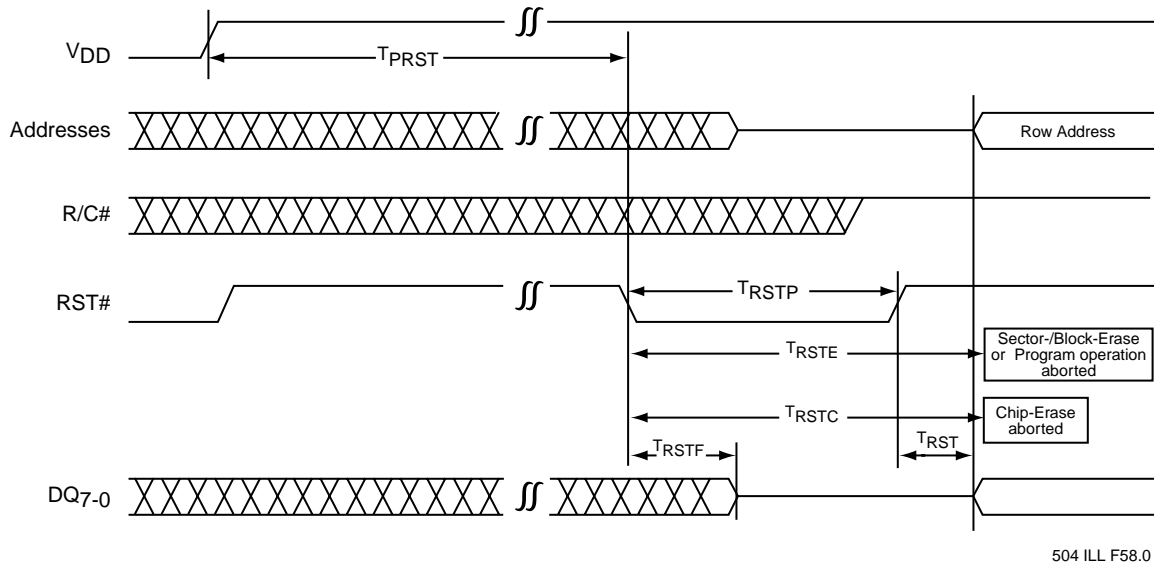 VDD
TPRST
Addresses
Row Address
R/C#
RST#
TRSTP
TRSTE
Sector-/Block-Erase
or Program operation
aborted
TRSTC
Chip-Erase
aborted
TRSTF
TRST
DQ7-0
504 ILL F58.0